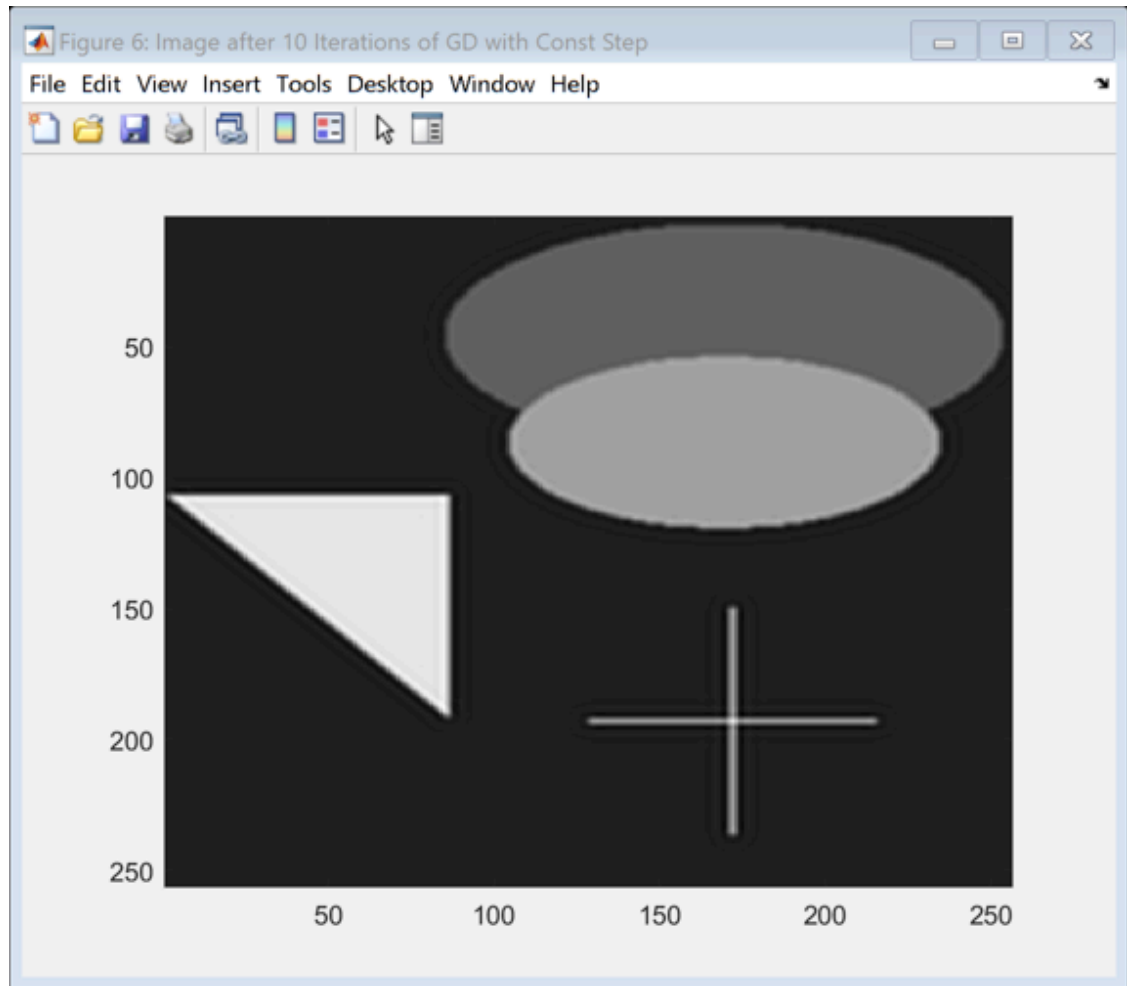 Figure 6: Image after 10 Iterations of GD with Const Step
File Edit View Insert Tools Desktop Window Help
50
100
150
200
250
50 100 150 200 250